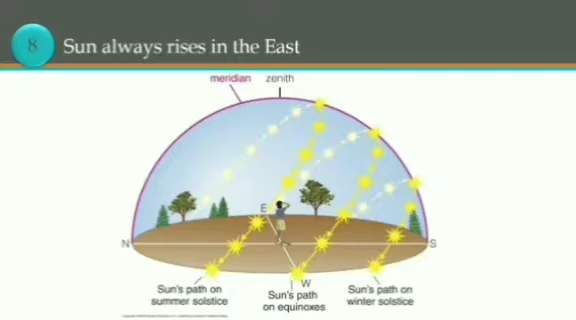 8
Sun always rises in the East
meridian zenith
E
N
S
W
Sun's path on
summer solstice
Sun's path
on equinoxes
Sun's path on
winter solstice